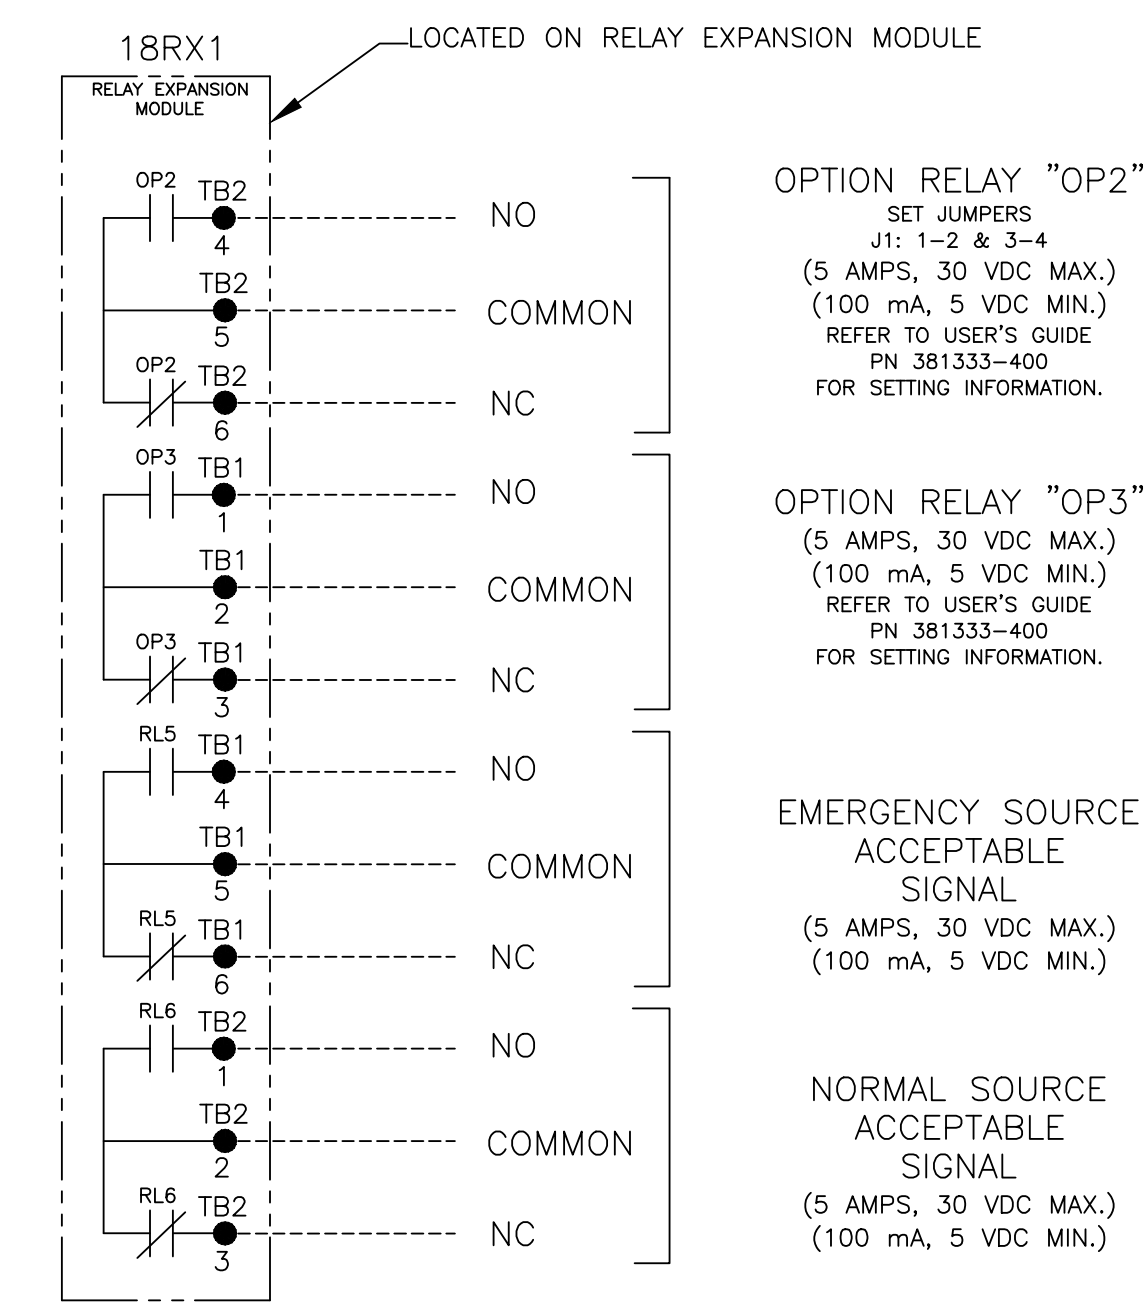 18RX1
LOCATED ON RELAY EXPANSION MODULE
RELAY EXPANSION
MODULE
OP2
TB2
4
NO
TB2
5
COMMON
OP2
TB2
6
NC
OPTION RELAY "OP2"
SET JUMPERS
J1: 1-2 & 3-4
(5 AMPS, 30 VDC MAX.)
(100 mA, 5 VDC MIN.)
REFER TO USER'S GUIDE
PN 381333-400
FOR SETTING INFORMATION.
OP3
TB1
1
NO
TB1
2
COMMON
OP3
TB1
3
NC
OPTION RELAY "OP3"
(5 AMPS, 30 VDC MAX.)
(100 mA, 5 VDC MIN.)
REFER TO USER'S GUIDE
PN 381333-400
FOR SETTING INFORMATION.
RL5
TB1
4
NO
TB1
5
COMMON
RL5
TB1
6
NC
EMERGENCY SOURCE
ACCEPTABLE
SIGNAL
(5 AMPS, 30 VDC MAX.)
(100 mA, 5 VDC MIN.)
RL6
TB2
1
NO
TB2
2
COMMON
RL6
TB2
3
NC
NORMAL SOURCE
ACCEPTABLE
SIGNAL
(5 AMPS, 30 VDC MAX.)
(100 mA, 5 VDC MIN.)